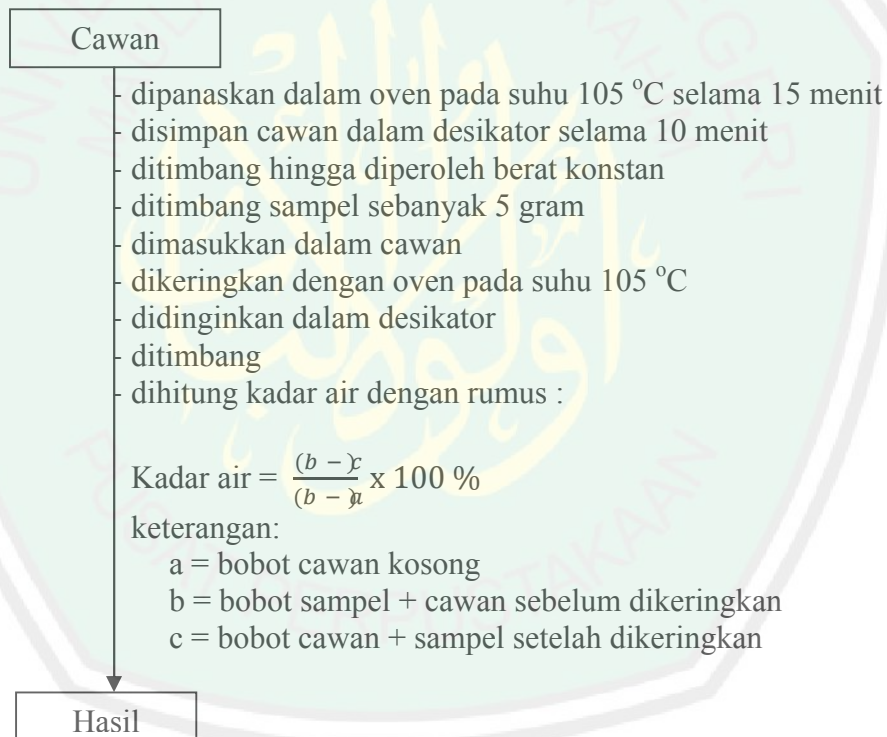 Cawan
- dipanaskan dalam oven pada suhu 105 °C selama 15 menit
- disimpan cawan dalam desikator selama 10 menit
- ditimbang hingga diperoleh berat konstan
- ditimbang sampel sebanyak 5 gram
- dimasukkan dalam cawan
- dikeringkan dengan oven pada suhu 105 °C
- didinginkan dalam desikator
- ditimbang
- dihitung kadar air dengan rumus :
Kadar air = (b − c) / (b − a) x 100 %
keterangan:
a = bobot cawan kosong
b = bobot sampel + cawan sebelum dikeringkan
c = bobot cawan + sampel setelah dikeringkan
Hasil